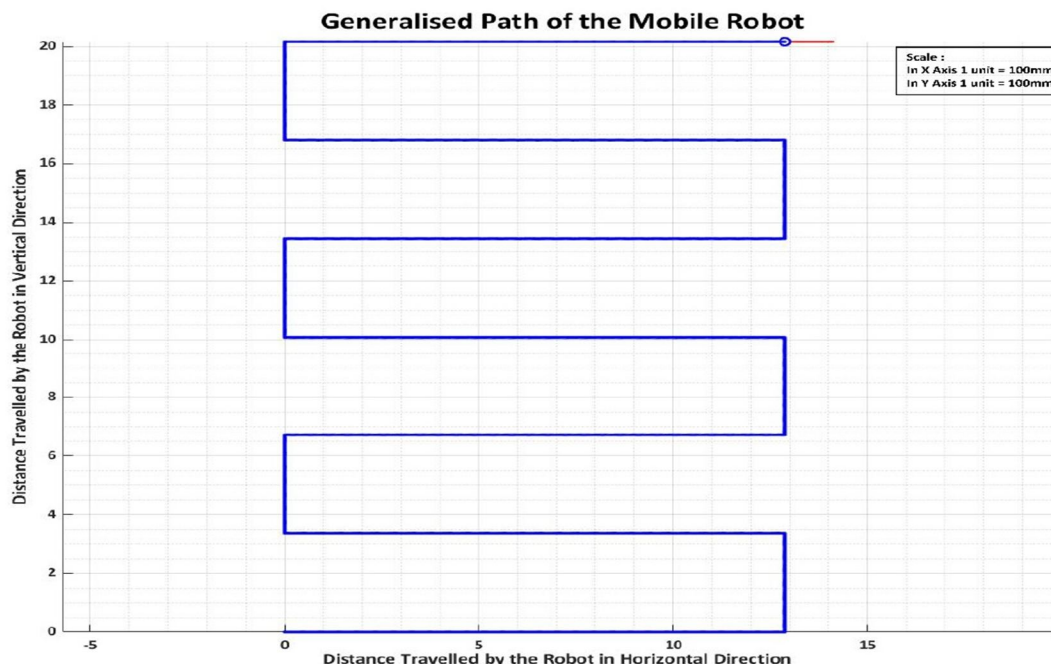 Generalised Path of the Mobile Robot
Scale :
In X Axis 1 unit = 100mm
In Y Axis 1 unit = 100mm
Distance Travelled by the Robot in Vertical Direction
20
18
16
14
12
10
8
6
4
2
0
-5 0 5 10 15
Distance Travelled by the Robot in Horizontal Direction